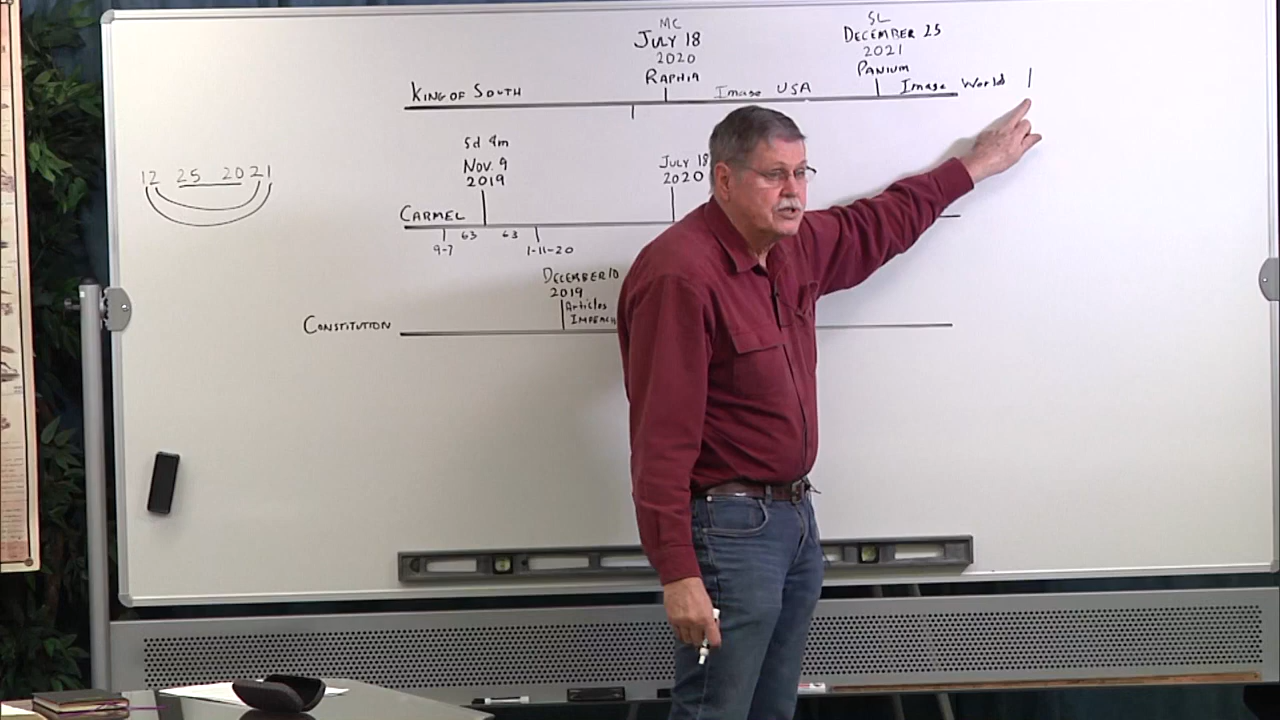 MC
JULY 18
2020
RAPHIA
SL
DECEMBER 25
2021
PANIUM
KING OF SOUTH
Image USA
Image World
5d 9m
Nov. 9
2019
JULY 18
2020
12 25 2021
CARMEL
63 63
9-7
1-11-20
DECEMBER 10
2019
Articles
IMPEACH
CONSTITUTION